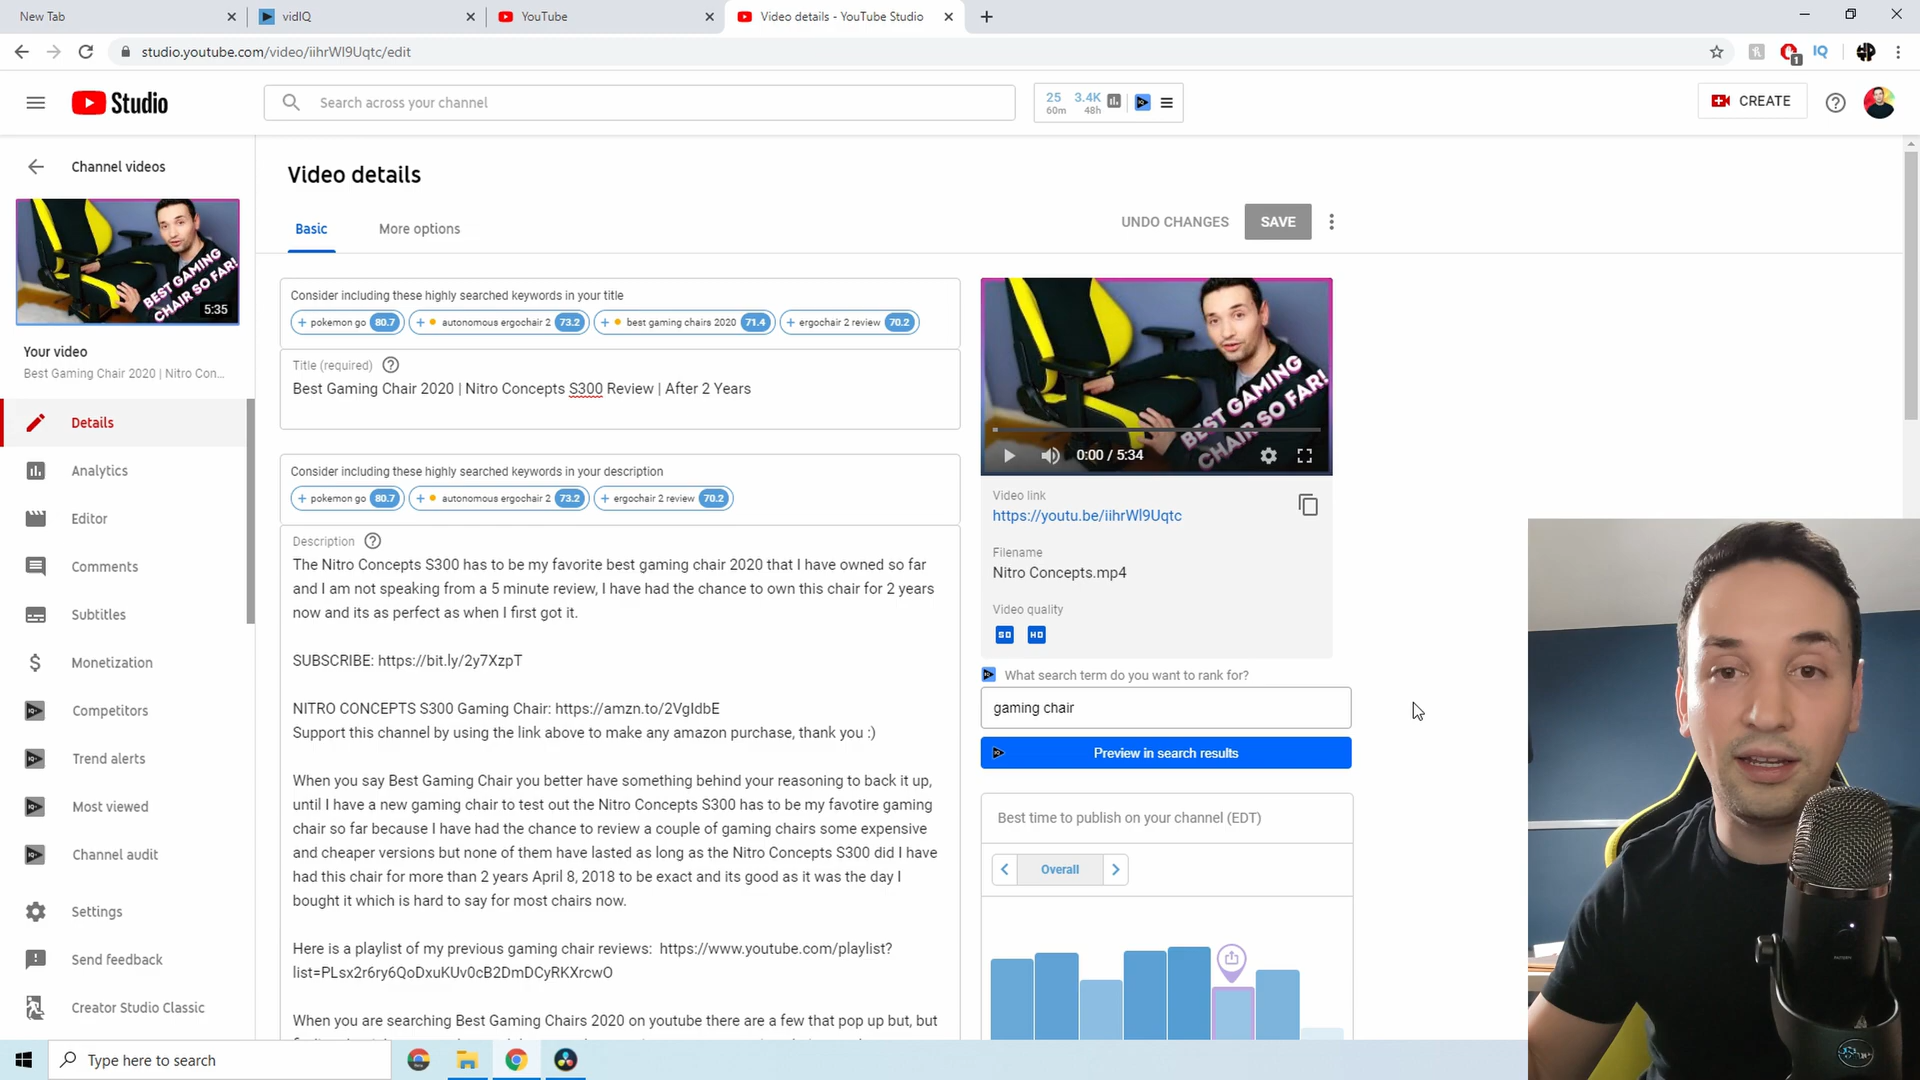 New Tab
vidIQ
YouTube
Video details - YouTube Studio
studio.youtube.com/video/iihrWl9Uqtc/edit
1
IQ
Studio
Search across your channel
25
60m
3.4K
48h
CREATE
Channel videos
BEST GAMING
CHAIR SO FAR!
5:35
Your video
Best Gaming Chair 2020 | Nitro Con...
Details
Analytics
Editor
Comments
Subtitles
Monetization
Competitors
Trend alerts
Most viewed
Channel audit
Settings
Send feedback
Creator Studio Classic
Video details
Basic
More options
UNDO CHANGES
SAVE
Consider including these highly searched keywords in your title
+ pokemon go 80.7
+ autonomous ergochair 2 73.2
+ best gaming chairs 2020 71.4
+ ergochair 2 review 70.2
Title (required)
Best Gaming Chair 2020 | Nitro Concepts S300 Review | After 2 Years
Consider including these highly searched keywords in your description
+ pokemon go 80.7
+ autonomous ergochair 2 73.2
+ ergochair 2 review 70.2
Description
The Nitro Concepts S300 has to be my favorite best gaming chair 2020 that I have owned so far
and I am not speaking from a 5 minute review, I have had the chance to own this chair for 2 years
now and its as perfect as when I first got it.
SUBSCRIBE: https://bit.ly/2y7XzpT
NITRO CONCEPTS S300 Gaming Chair: https://amzn.to/2VgIdbE
Support this channel by using the link above to make any amazon purchase, thank you :)
When you say Best Gaming Chair you better have something behind your reasoning to back it up,
until I have a new gaming chair to test out the Nitro Concepts S300 has to be my favotire gaming
chair so far because I have had the chance to review a couple of gaming chairs some expensive
and cheaper versions but none of them have lasted as long as the Nitro Concepts S300 did I have
had this chair for more than 2 years April 8, 2018 to be exact and its good as it was the day I
bought it which is hard to say for most chairs now.
Here is a playlist of my previous gaming chair reviews: https://www.youtube.com/playlist?
list=PLsx2r6ry6QoDxuKUv0cB2DmDCyRKXrcwO
When you are searching Best Gaming Chairs 2020 on youtube there are a few that pop up but, but
BEST GAMING
CHAIR SO FAR!
0:00 / 5:34
Video link
https://youtu.be/iihrWl9Uqtc
Filename
Nitro Concepts.mp4
Video quality
SD
HD
What search term do you want to rank for?
gaming chair
Preview in search results
Best time to publish on your channel (EDT)
Overall
Type here to search